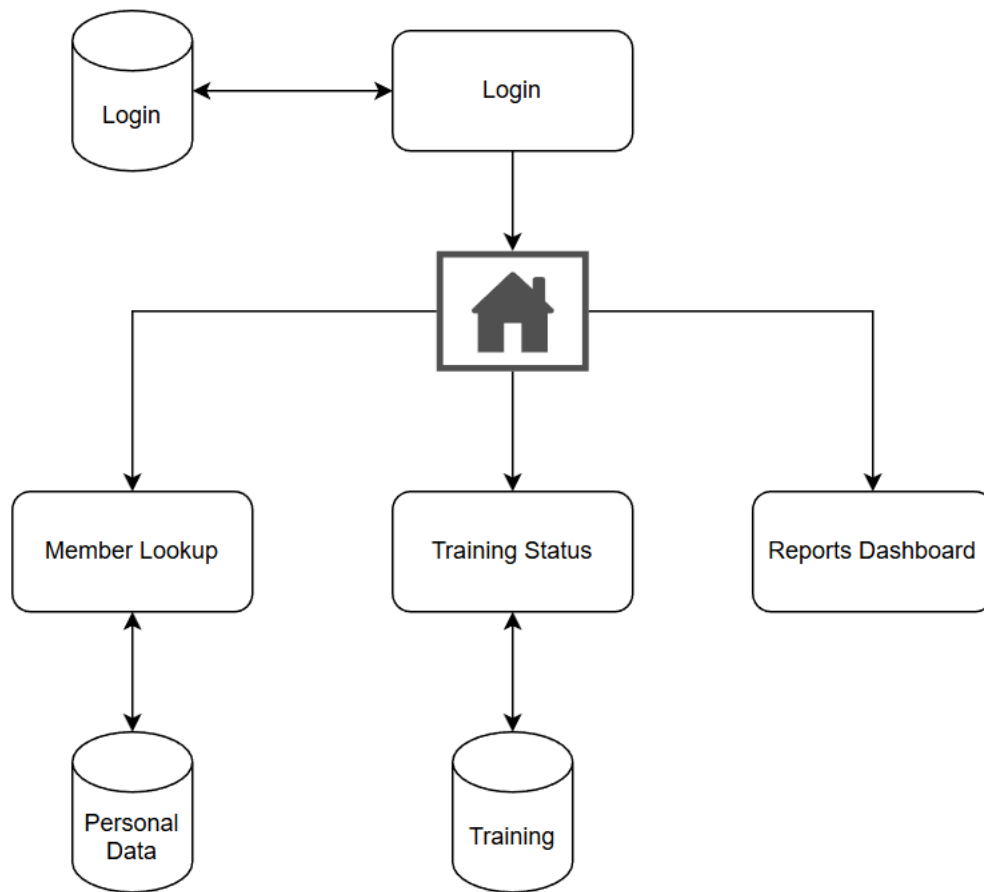 Login
Login
Member Lookup
Training Status
Reports Dashboard
Personal
Data
Training